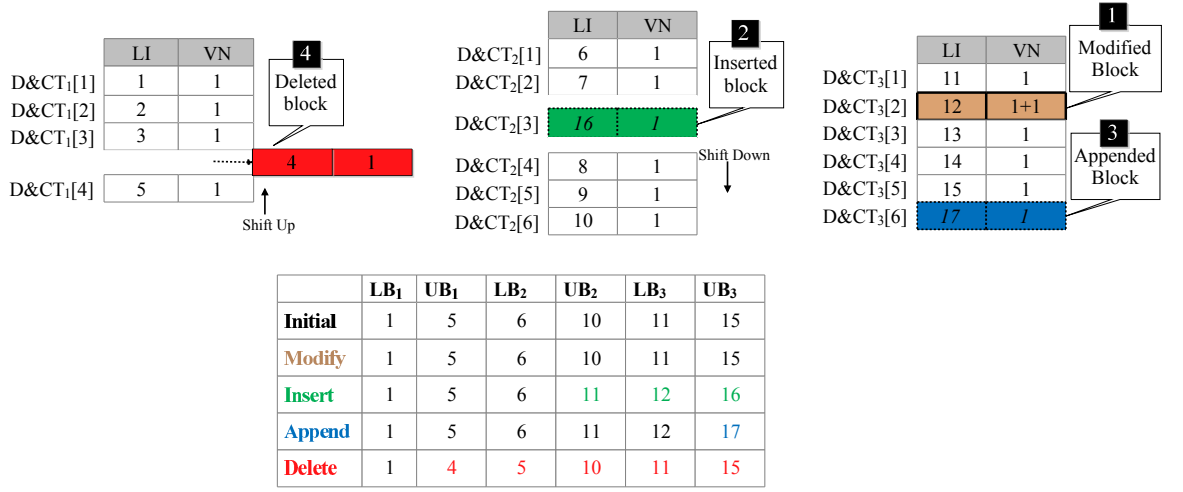 4
Deleted
block
LI VN
D&CT1[1] 1 1
D&CT1[2] 2 1
D&CT1[3] 3 1
4 1
D&CT1[4] 5 1
Shift Up
2
Inserted
block
LI VN
D&CT2[1] 6 1
D&CT2[2] 7 1
D&CT2[3] 16 1
D&CT2[4] 8 1
D&CT2[5] 9 1
D&CT2[6] 10 1
Shift Down
1
Modified
Block
LI VN
D&CT3[1] 11 1
D&CT3[2] 12 1+1
D&CT3[3] 13 1
D&CT3[4] 14 1
D&CT3[5] 15 1
D&CT3[6] 17 1
3
Appended
Block
LB1 UB1 LB2 UB2 LB3 UB3
Initial 1 5 6 10 11 15
Modify 1 5 6 10 11 15
Insert 1 5 6 11 12 16
Append 1 5 6 11 12 17
Delete 1 4 5 10 11 15